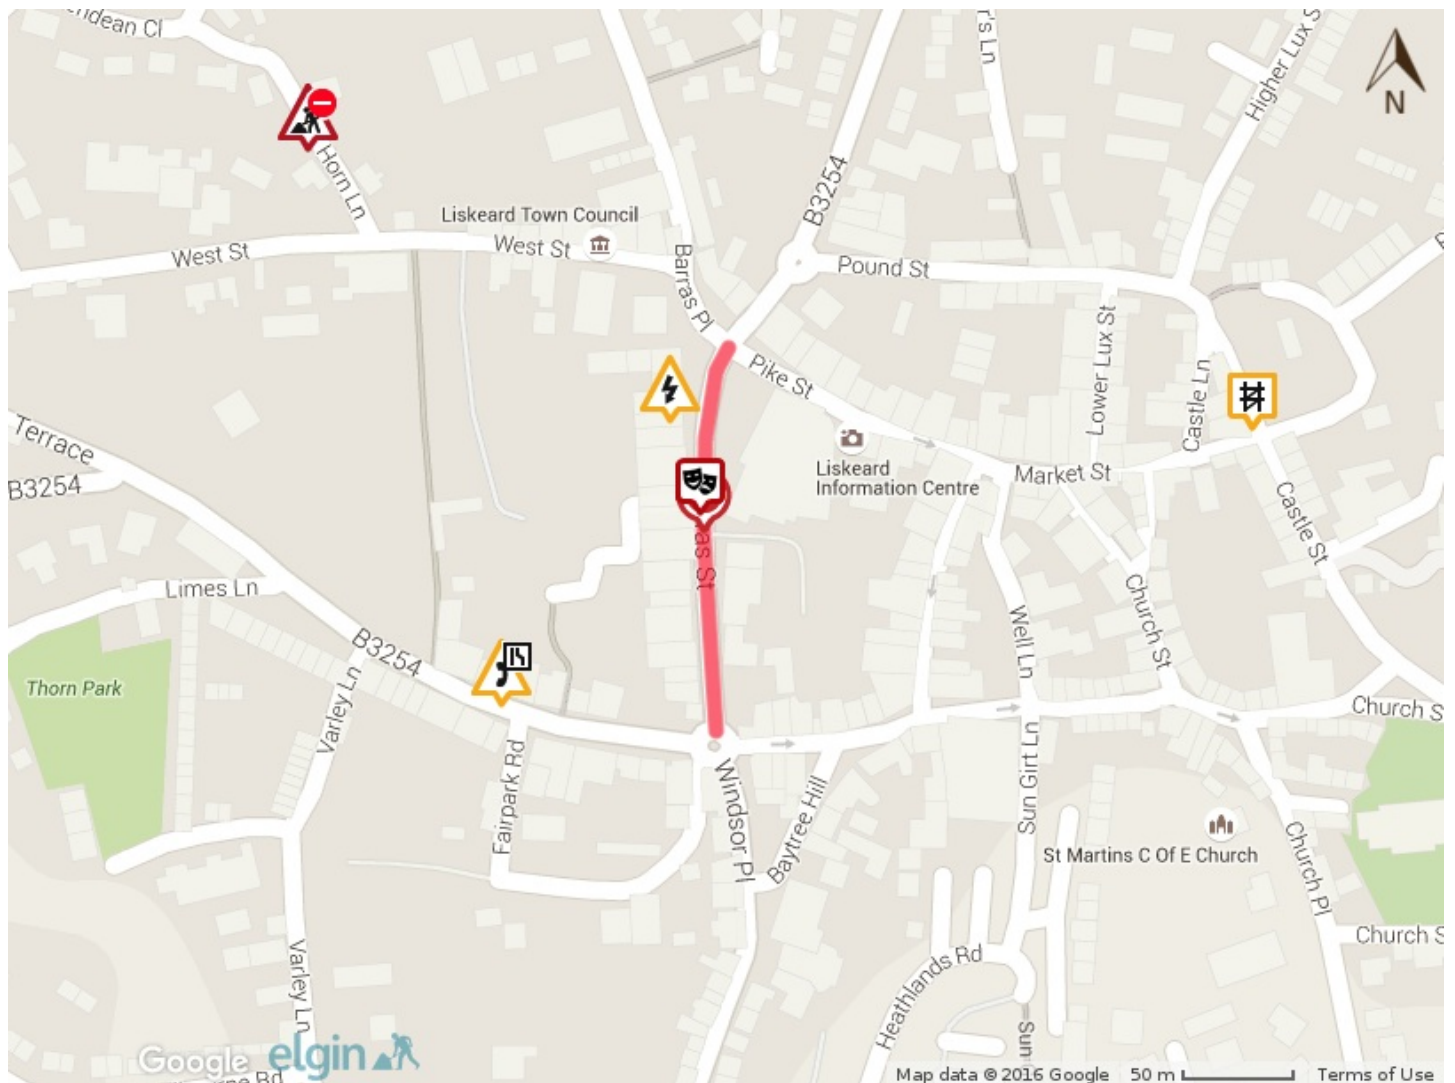 r's Ln
Higher Lux S
N
Horn Ln
B3254
Liskeard Town Council
West St
West St
Barras Pl
Pound St
Pike St
Lower Lux St
Castle Ln
Terrace
B3254
Liskeard
Information Centre
Market St
Castle St
as St
Limes Ln
B3254
Church St
Well Ln
Thorn Park
Varley Ln
Church S
Fairpark Rd
Windsor Pl
Baytree Hill
Sun Girt Ln
St Martins C Of E Church
Church Pl
Church S
Varley Ln
Heathlands Rd
Sun
Google
elgin
Map data © 2016 Google
50 m
Terms of Use